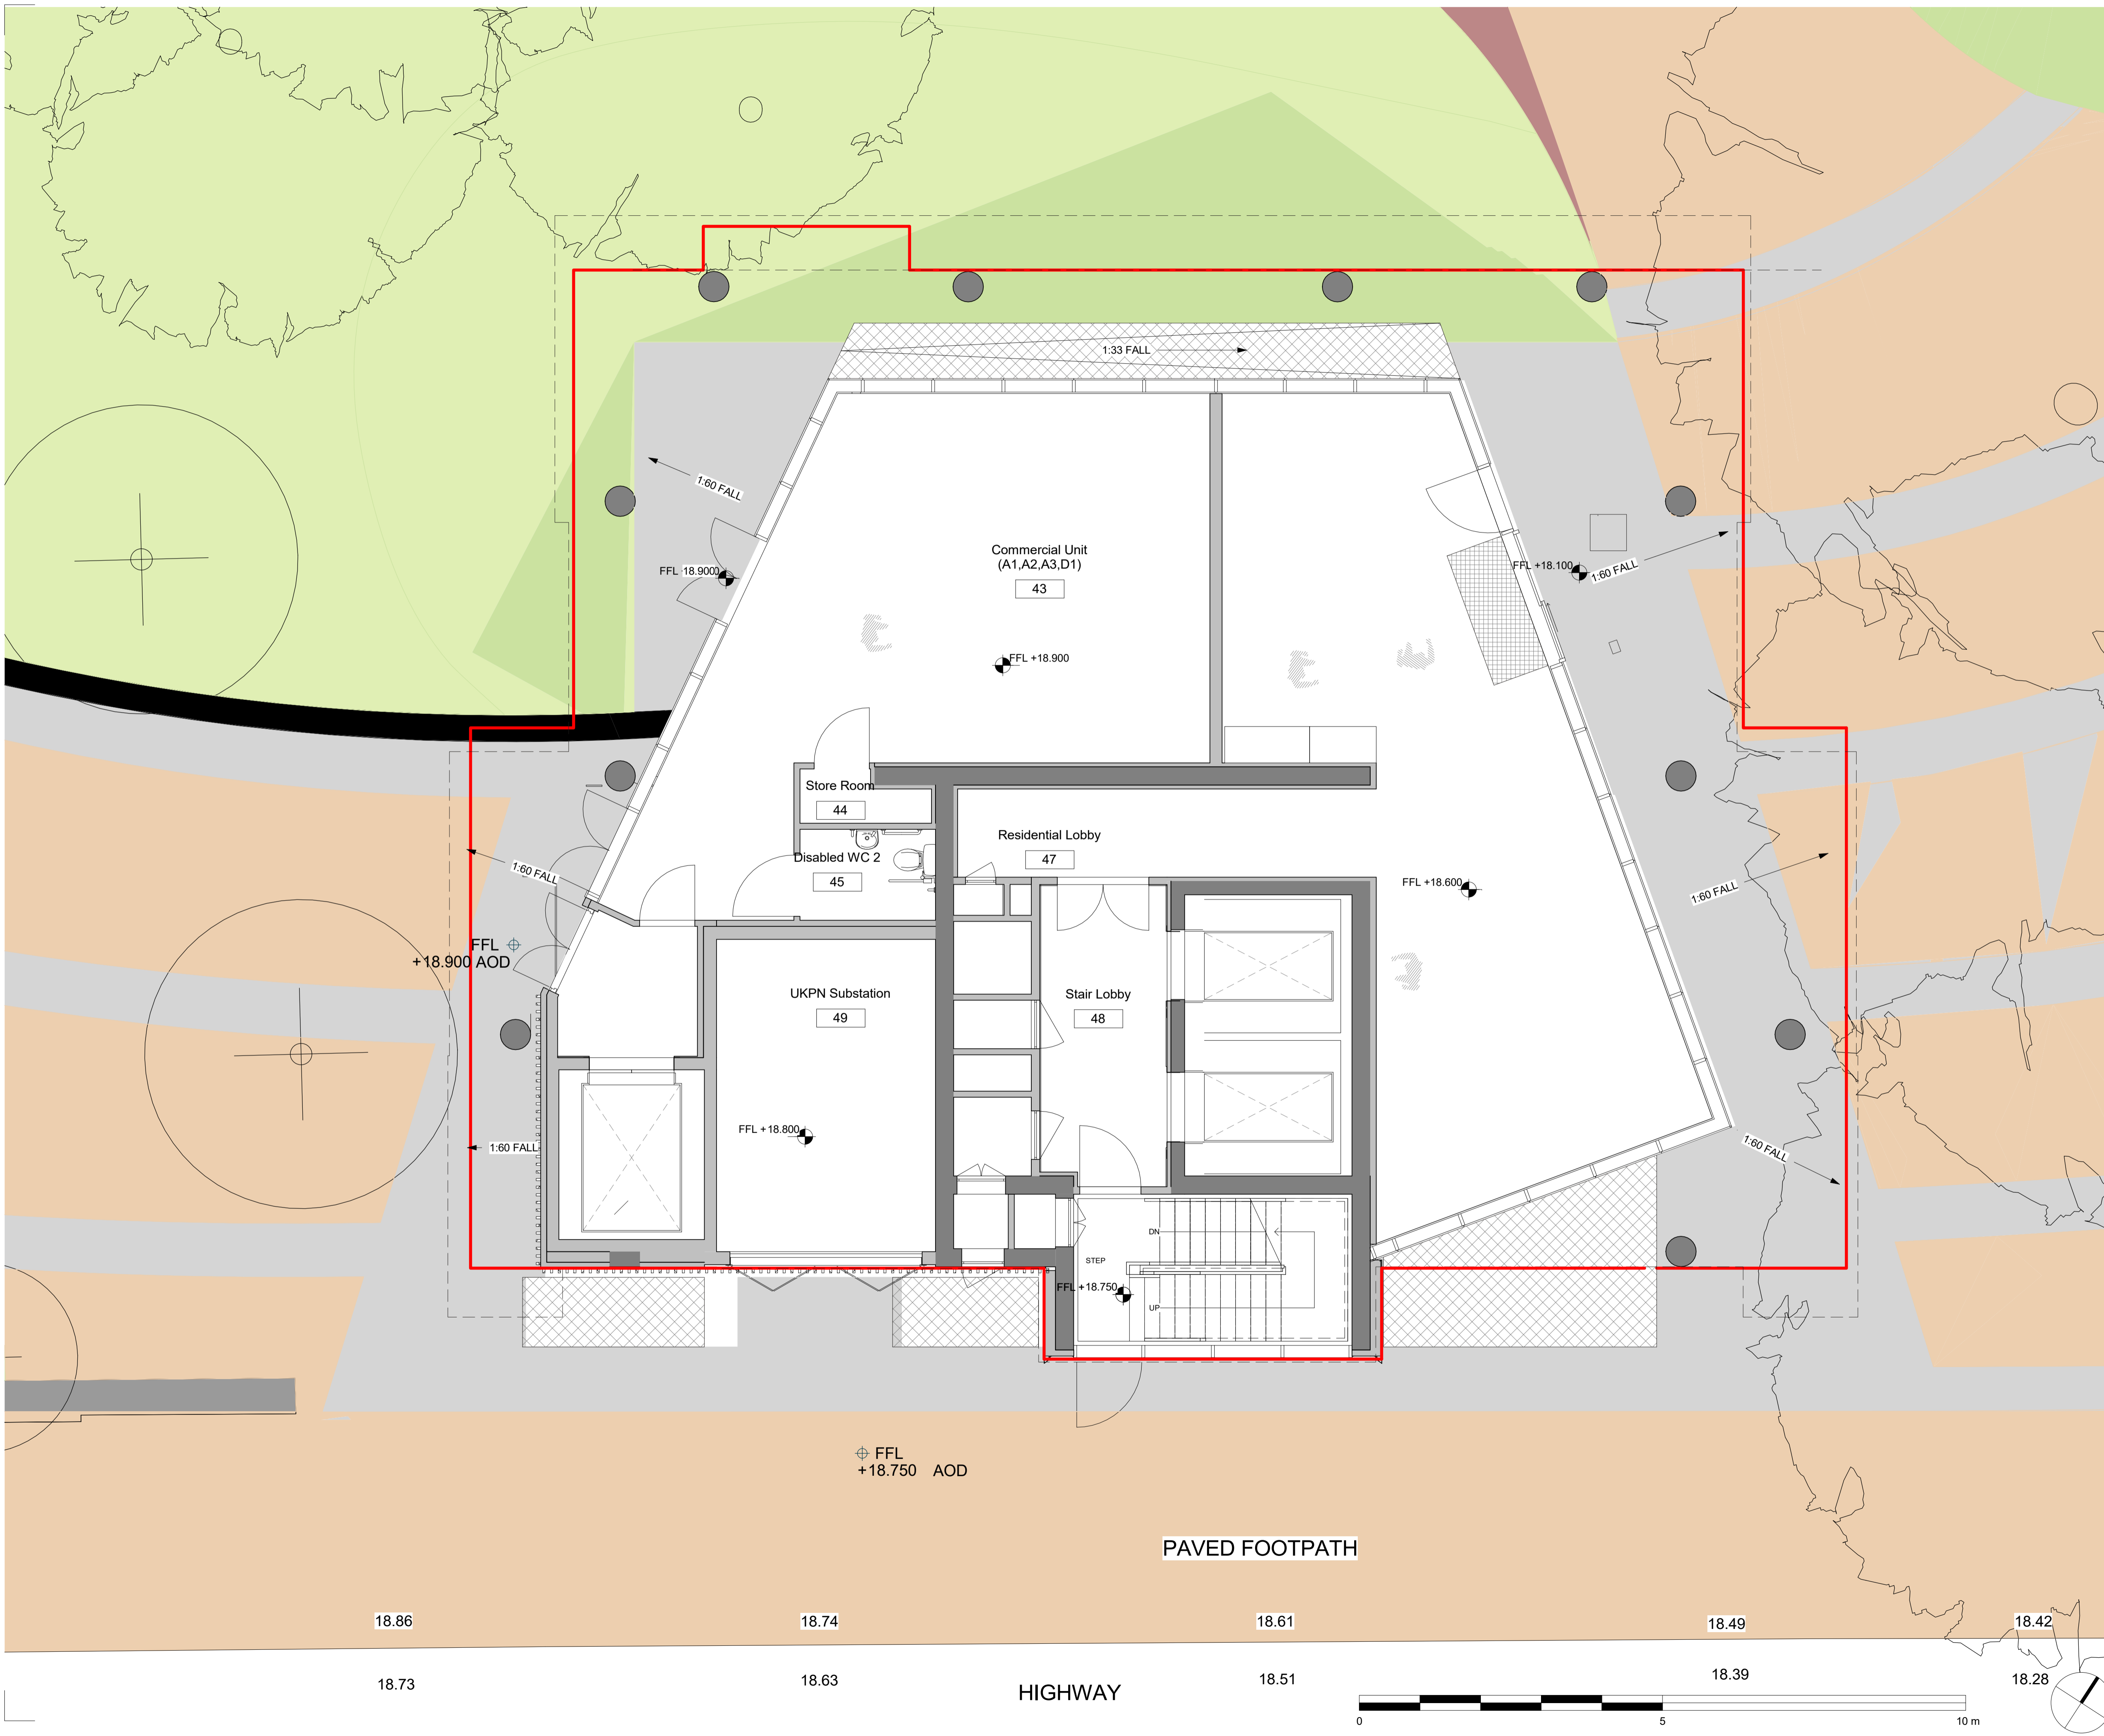 1:33 FALL
1:60 FALL
Commercial Unit
(A1,A2,A3,D1)
43
FFL +18.9000
FFL +18.100
1:60 FALL
FFL +18.900
Store Room
44
Residential Lobby
47
Disabled WC 2
45
1:60 FALL
FFL +18.600
1:60 FALL
FFL
+18.900 AOD
UKPN Substation
49
Stair Lobby
48
FFL +18.800
1:60 FALL
1:60 FALL
DN
STEP
FFL +18.750
UP
FFL
+18.750 AOD
PAVED FOOTPATH
18.86
18.74
18.61
18.49
18.42
18.73
18.63
HIGHWAY
18.51
18.39
18.28
0
5
10 m